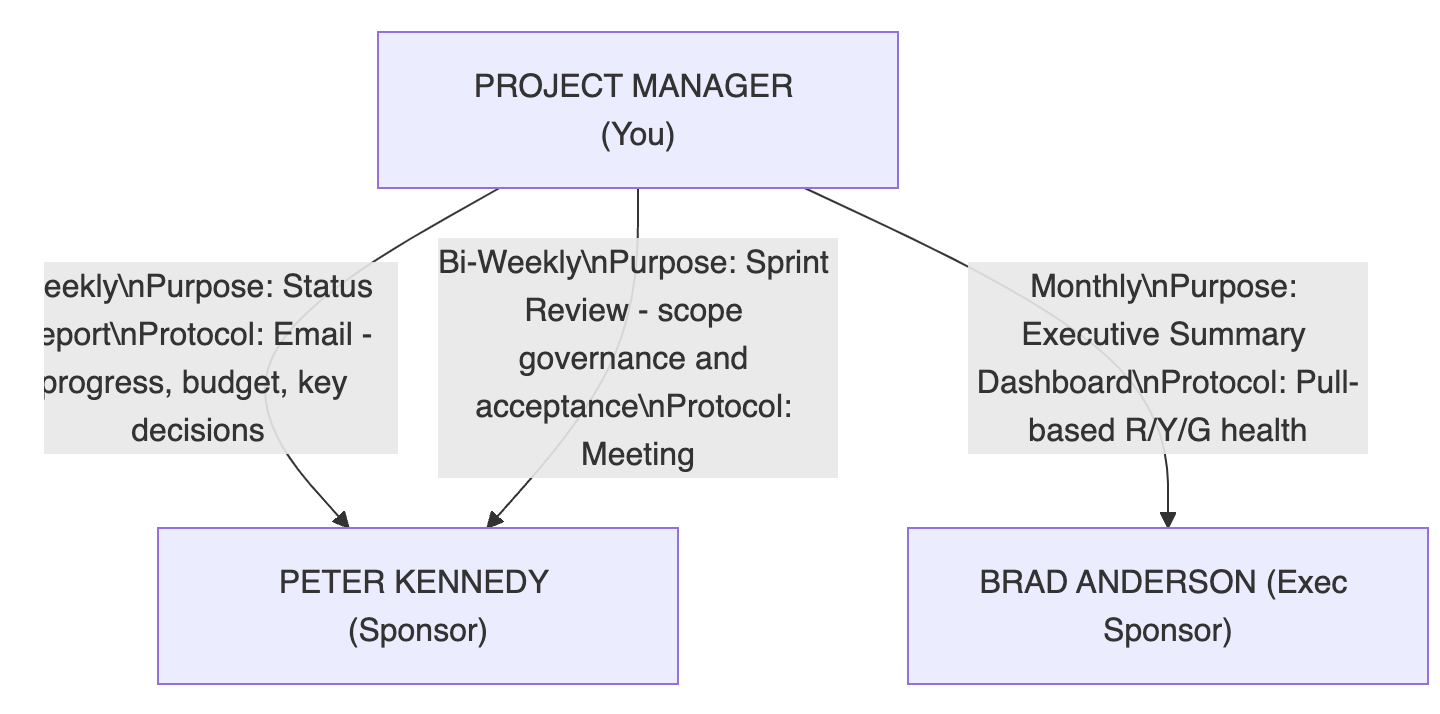 PROJECT MANAGER
(You)
eekly\nPurpose: Status
eport\nProtocol: Email -
progress, budget, key
decisions
Bi-Weekly\nPurpose: Sprint
Review - scope
governance and
acceptance\nProtocol:
Meeting
Monthly\nPurpose:
Executive Summary
Dashboard\nProtocol: Pull-
based R/Y/G health
PETER KENNEDY
(Sponsor)
BRAD ANDERSON (Exec
Sponsor)